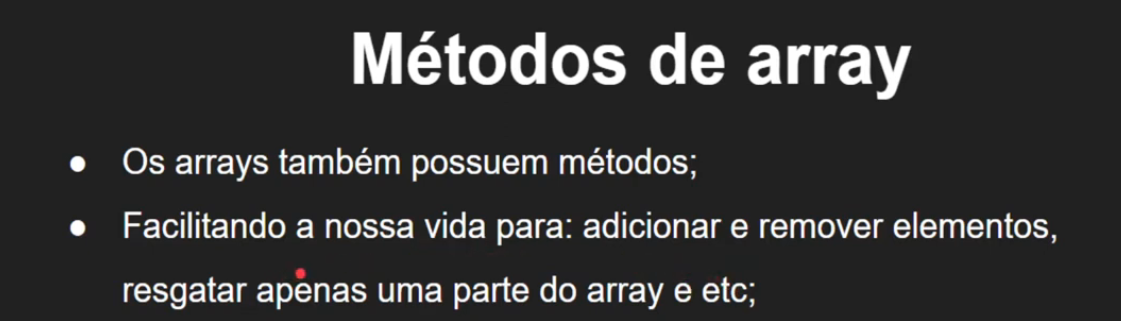 Métodos de array
● Os arrays também possuem métodos;
● Facilitando a nossa vida para: adicionar e remover elementos,
resgatar apenas uma parte do array e etc;